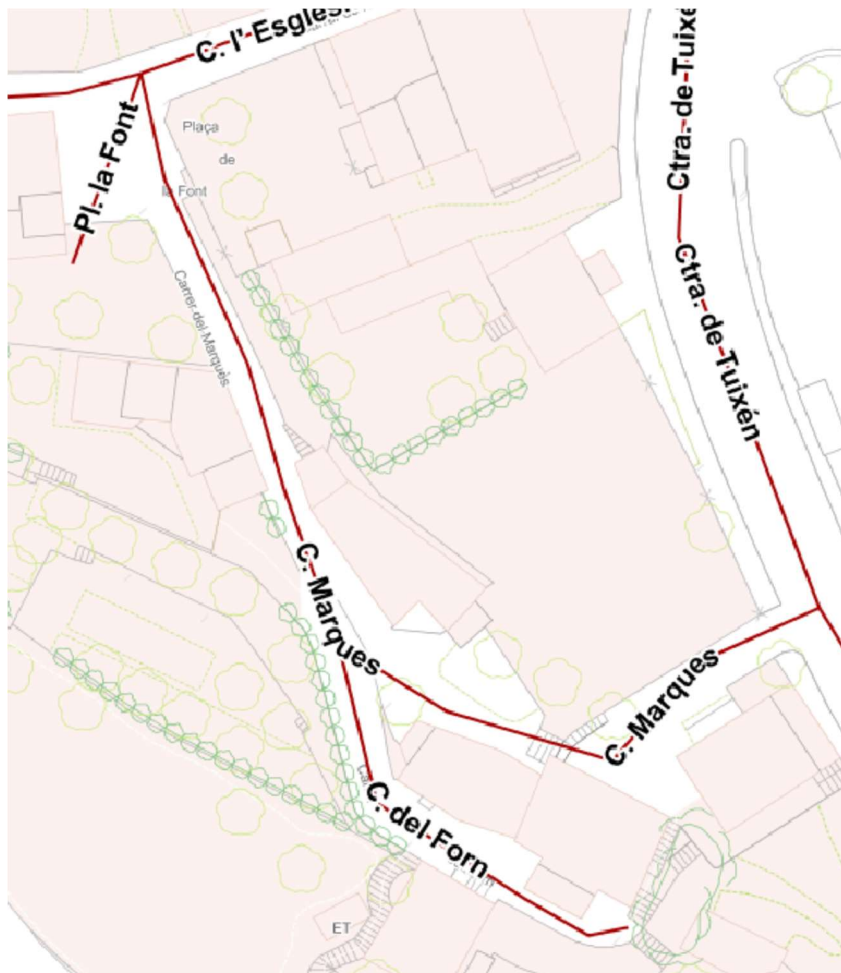 C. l' Esgles
Plaça
de
la Font
Pl. la Font
Ctra.-de-Tuixé
Ctra. de-Tuixén
Carrer del Marquès
C. Marques
C. Marques
C. del Forn
ET